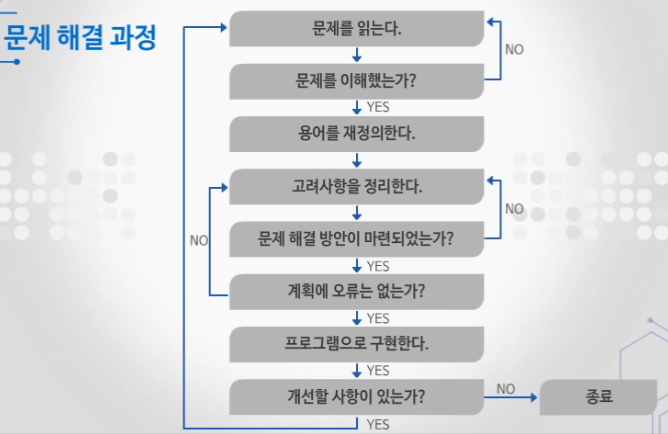 문제 해결 과정
문제를 읽는다.
NO
문제를 이해했는가?
YES
용어를 재정의한다.
고려사항을 정리한다.
NO
문제 해결 방안이 마련되었는가?
NO
YES
계획에 오류는 없는가?
YES
프로그램으로 구현한다.
YES
개선할 사항이 있는가?
NO
종료
YES